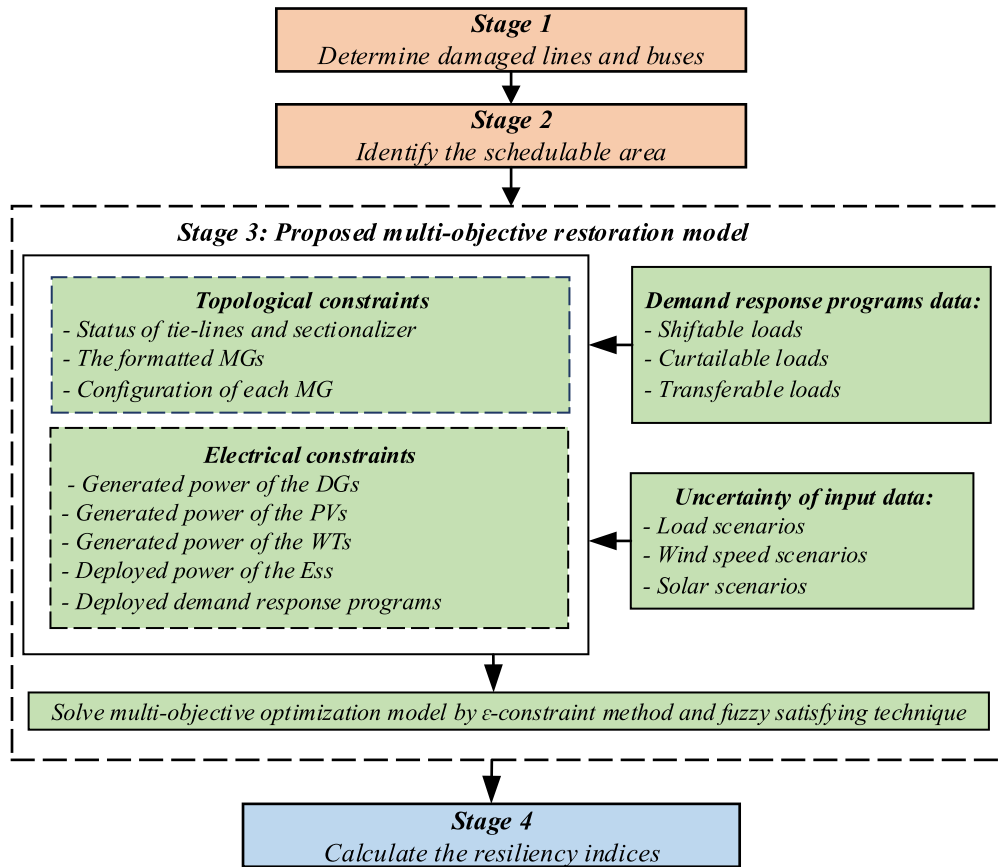 Stage 1
Determine damaged lines and buses
Stage 2
Identify the schedulable area
Stage 3: Proposed multi-objective restoration model
Topological constraints
- Status of tie-lines and sectionalizer
- The formatted MGs
- Configuration of each MG
Demand response programs data:
- Shiftable loads
- Curtailable loads
- Transferable loads
Electrical constraints
- Generated power of the DGs
- Generated power of the PVs
- Generated power of the WTs
- Deployed power of the Ess
- Deployed demand response programs
Uncertainty of input data:
- Load scenarios
- Wind speed scenarios
- Solar scenarios
Solve multi-objective optimization model by ε-constraint method and fuzzy satisfying technique
Stage 4
Calculate the resiliency indices